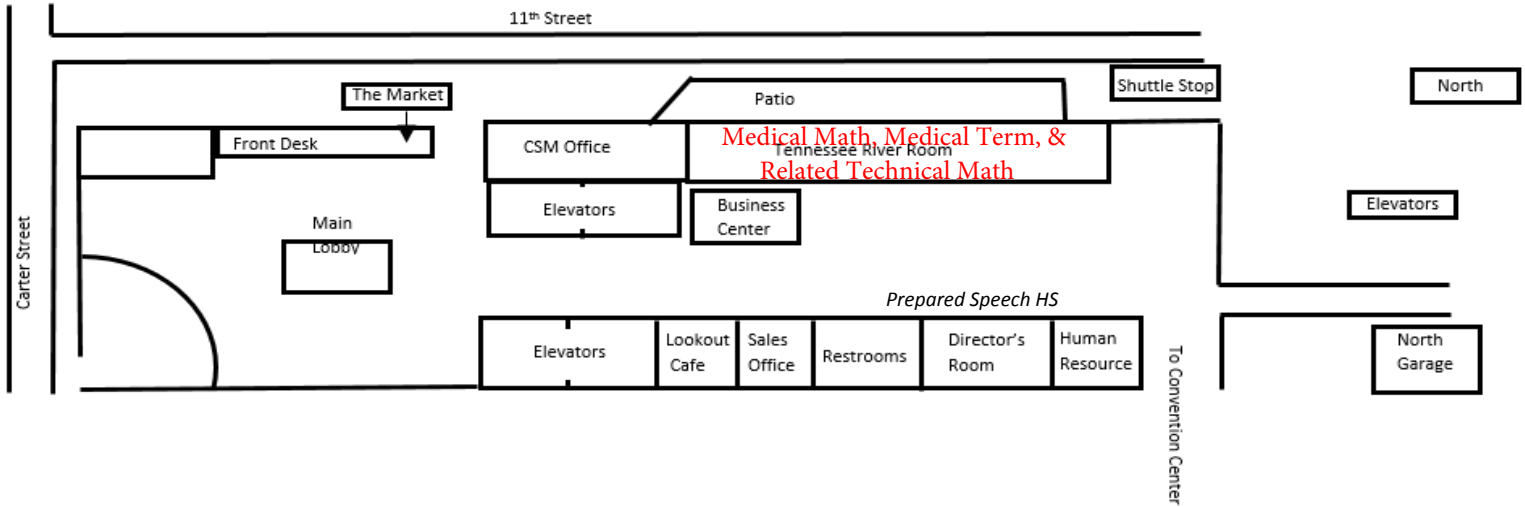 11th Street
The Market
Patio
Shuttle Stop
North
Front Desk
CSM Office
Medical Math, Medical Term, &
Tennessee River Room
Related Technical Math
Elevators
Business
Center
Elevators
Main
Lobby
Carter Street
Prepared Speech HS
Elevators
Lookout
Cafe
Sales
Office
Restrooms
Director's
Room
Human
Resource
To Convention Center
North
Garage